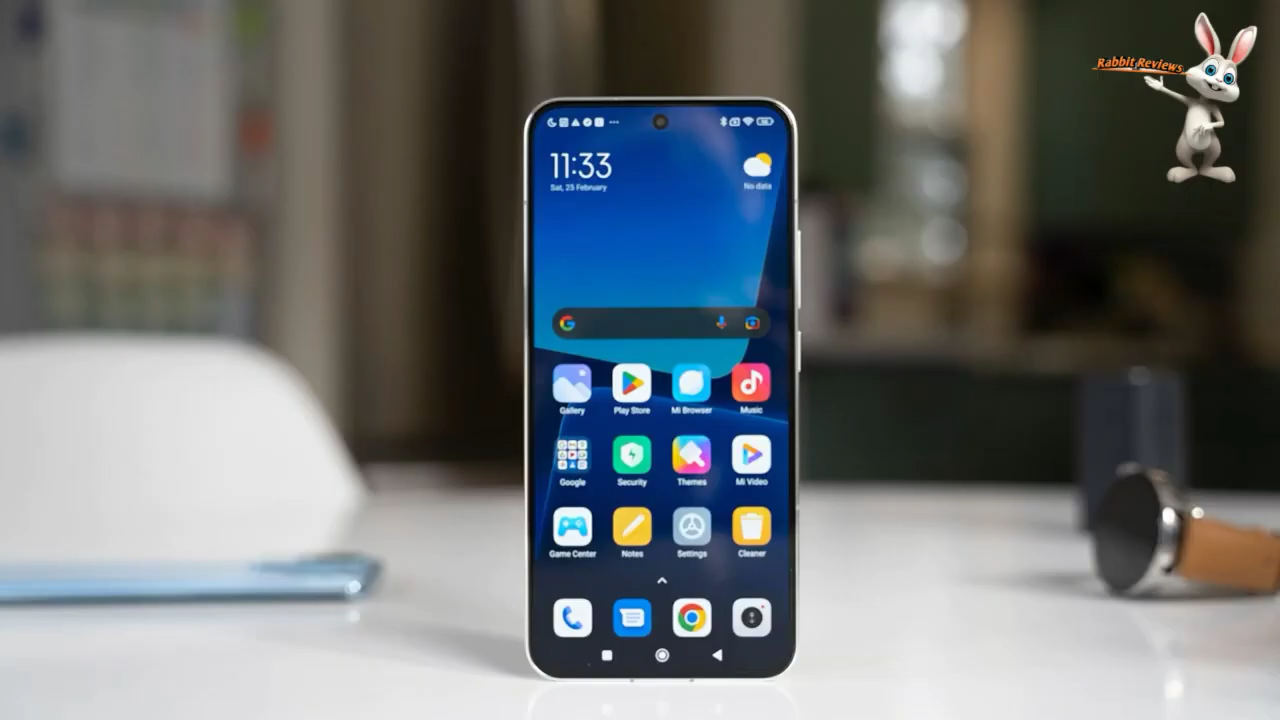 Rabbit Reviews
11:33
Sat, 25 February
No data
Gallery
Play Store
Mi Browser
Music
Google
Security
Themes
Mi Video
Game Center
Notes
Settings
Cleaner